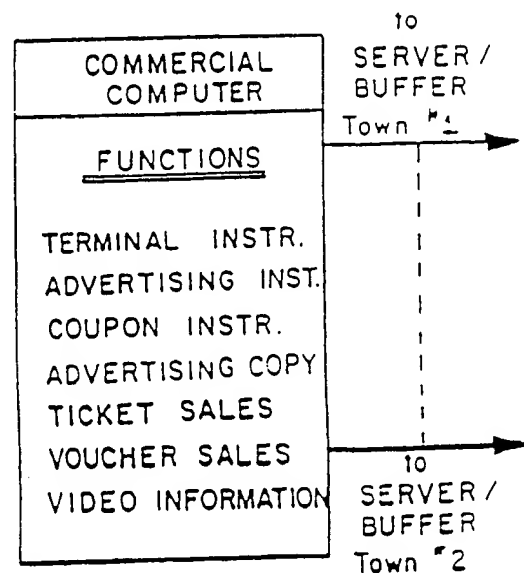 COMMERCIAL
COMPUTER
FUNCTIONS
TERMINAL INSTR.
ADVERTISING INST.
COUPON INSTR.
ADVERTISING COPY
TICKET SALES
VOUCHER SALES
VIDEO INFORMATION
to
SERVER/
BUFFER
Town #1
to
SERVER/
BUFFER
Town #2